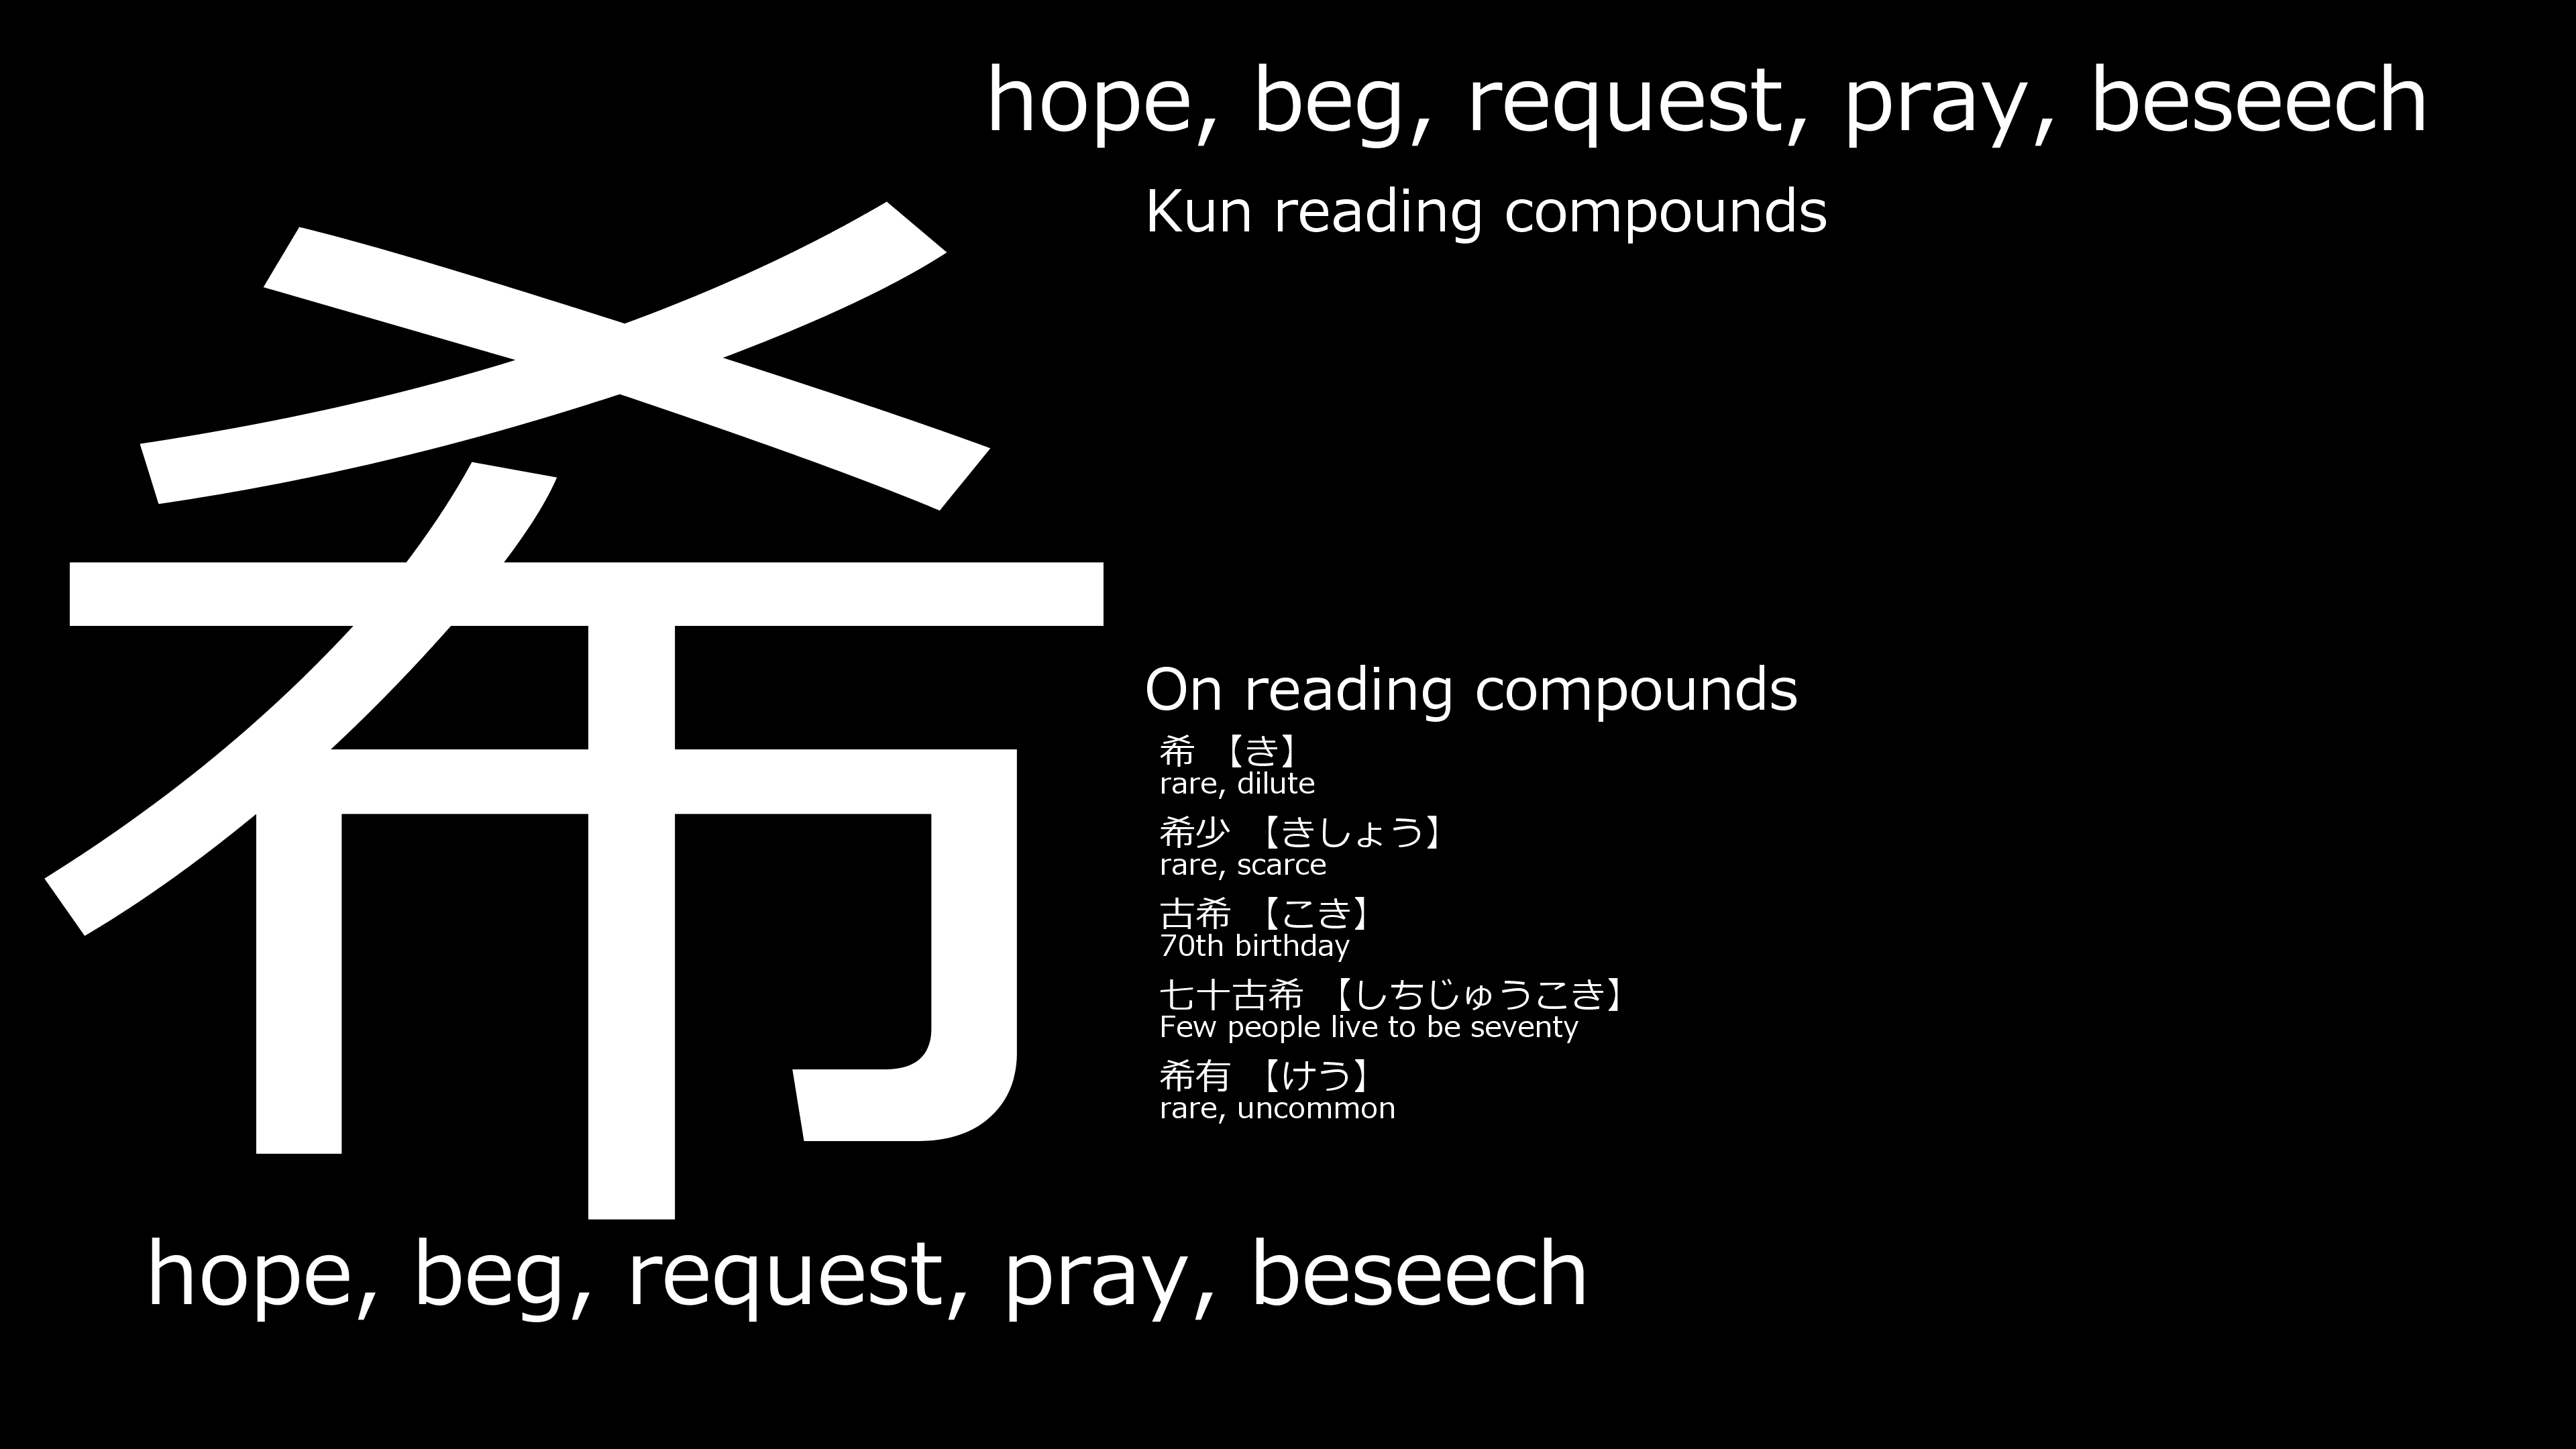 hope, beg, request, pray, beseech
Kun reading compounds
希
On reading compounds
希 【き】
rare, dilute
希少 【きしょう】
rare, scarce
古希 【こき】
70th birthday
七十古希 【しちじゅうこき】
Few people live to be seventy
希有 【けう】
rare, uncommon
hope, beg, request, pray, beseech